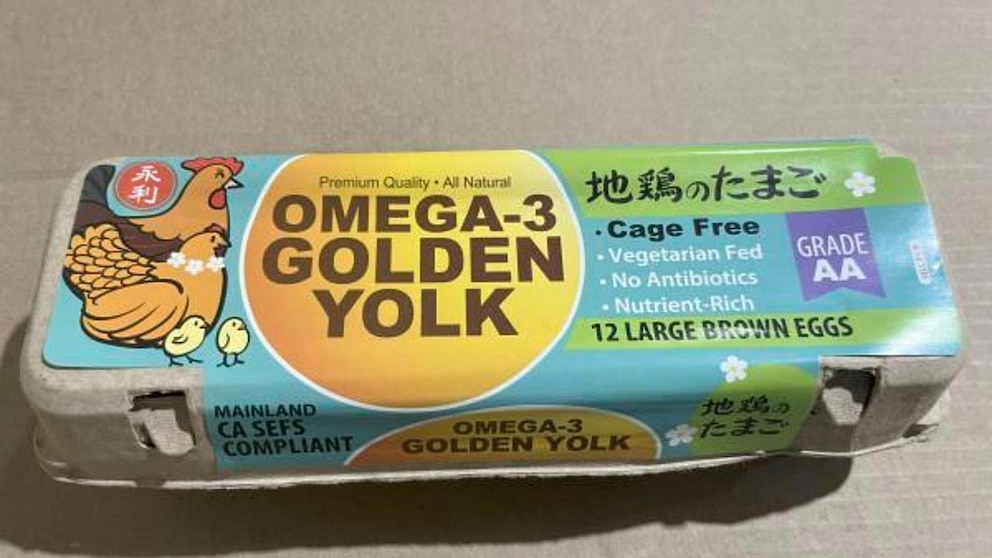 永
利
Premium Quality • All Natural
OMEGA-3
GOLDEN
YOLK
地鶏のたまご
• Cage Free
• Vegetarian Fed
• No Antibiotics
• Nutrient-Rich
GRADE
AA
12 LARGE BROWN EGGS
MAINLAND
CA SEFS
COMPLIANT
OMEGA-3
GOLDEN YOLK
地鶏の
たまご